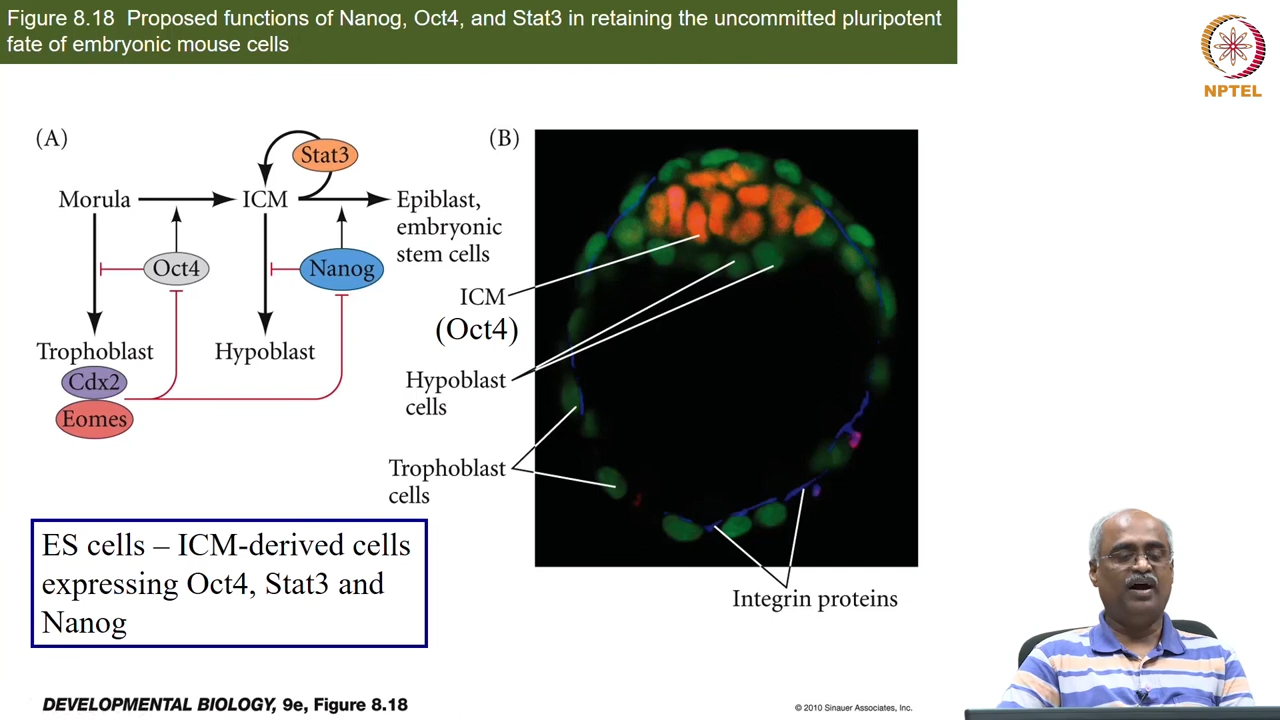 Figure 8.18 Proposed functions of Nanog, Oct4, and Stat3 in retaining the uncommitted pluripotent
fate of embryonic mouse cells
NPTEL
(A)
Stat3
Morula
ICM
Epiblast,
embryonic
stem cells
Oct4
Nanog
Trophoblast
Hypoblast
Cdx2
Eomes
(B)
ICM
(Oct4)
Hypoblast
cells
Trophoblast
cells
Integrin proteins
ES cells – ICM-derived cells
expressing Oct4, Stat3 and
Nanog
DEVELOPMENTAL BIOLOGY, 9e, Figure 8.18
© 2010 Sinauer Associates, Inc.